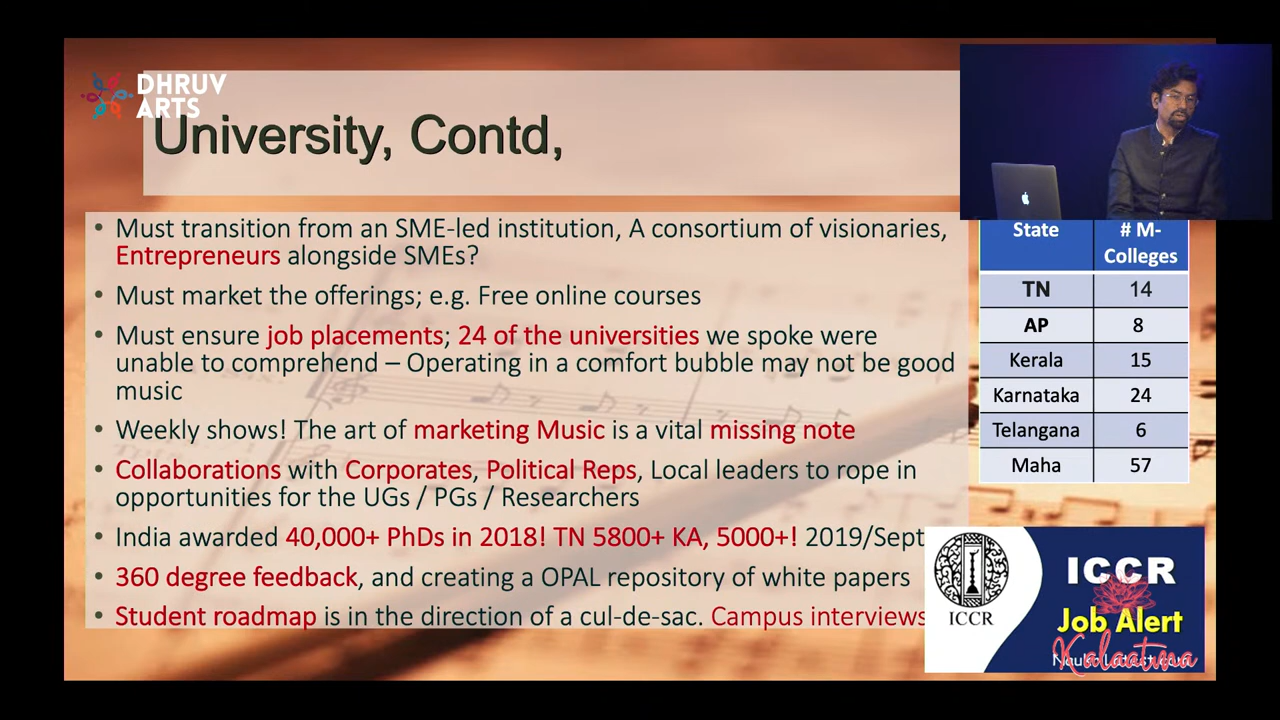 DHRUV
ARTS
University, Contd,
• Must transition from an SME-led institution, A consortium of visionaries,
Entrepreneurs alongside SMEs?
• Must market the offerings; e.g. Free online courses
• Must ensure job placements; 24 of the universities we spoke were
unable to comprehend – Operating in a comfort bubble may not be good
music
• Weekly shows! The art of marketing Music is a vital missing note
• Collaborations with Corporates, Political Reps, Local leaders to rope in
opportunities for the UGs / PGs / Researchers
• India awarded 40,000+ PhDs in 2018! TN 5800+ KA, 5000+! 2019/Sept
• 360 degree feedback, and creating a OPAL repository of white papers
• Student roadmap is in the direction of a cul-de-sac. Campus interviews
State # M-
Colleges
TN 14
AP 8
Kerala 15
Karnataka 24
Telangana 6
Maha 57
ICCR
ICCR
Job Alert
Kalaatma